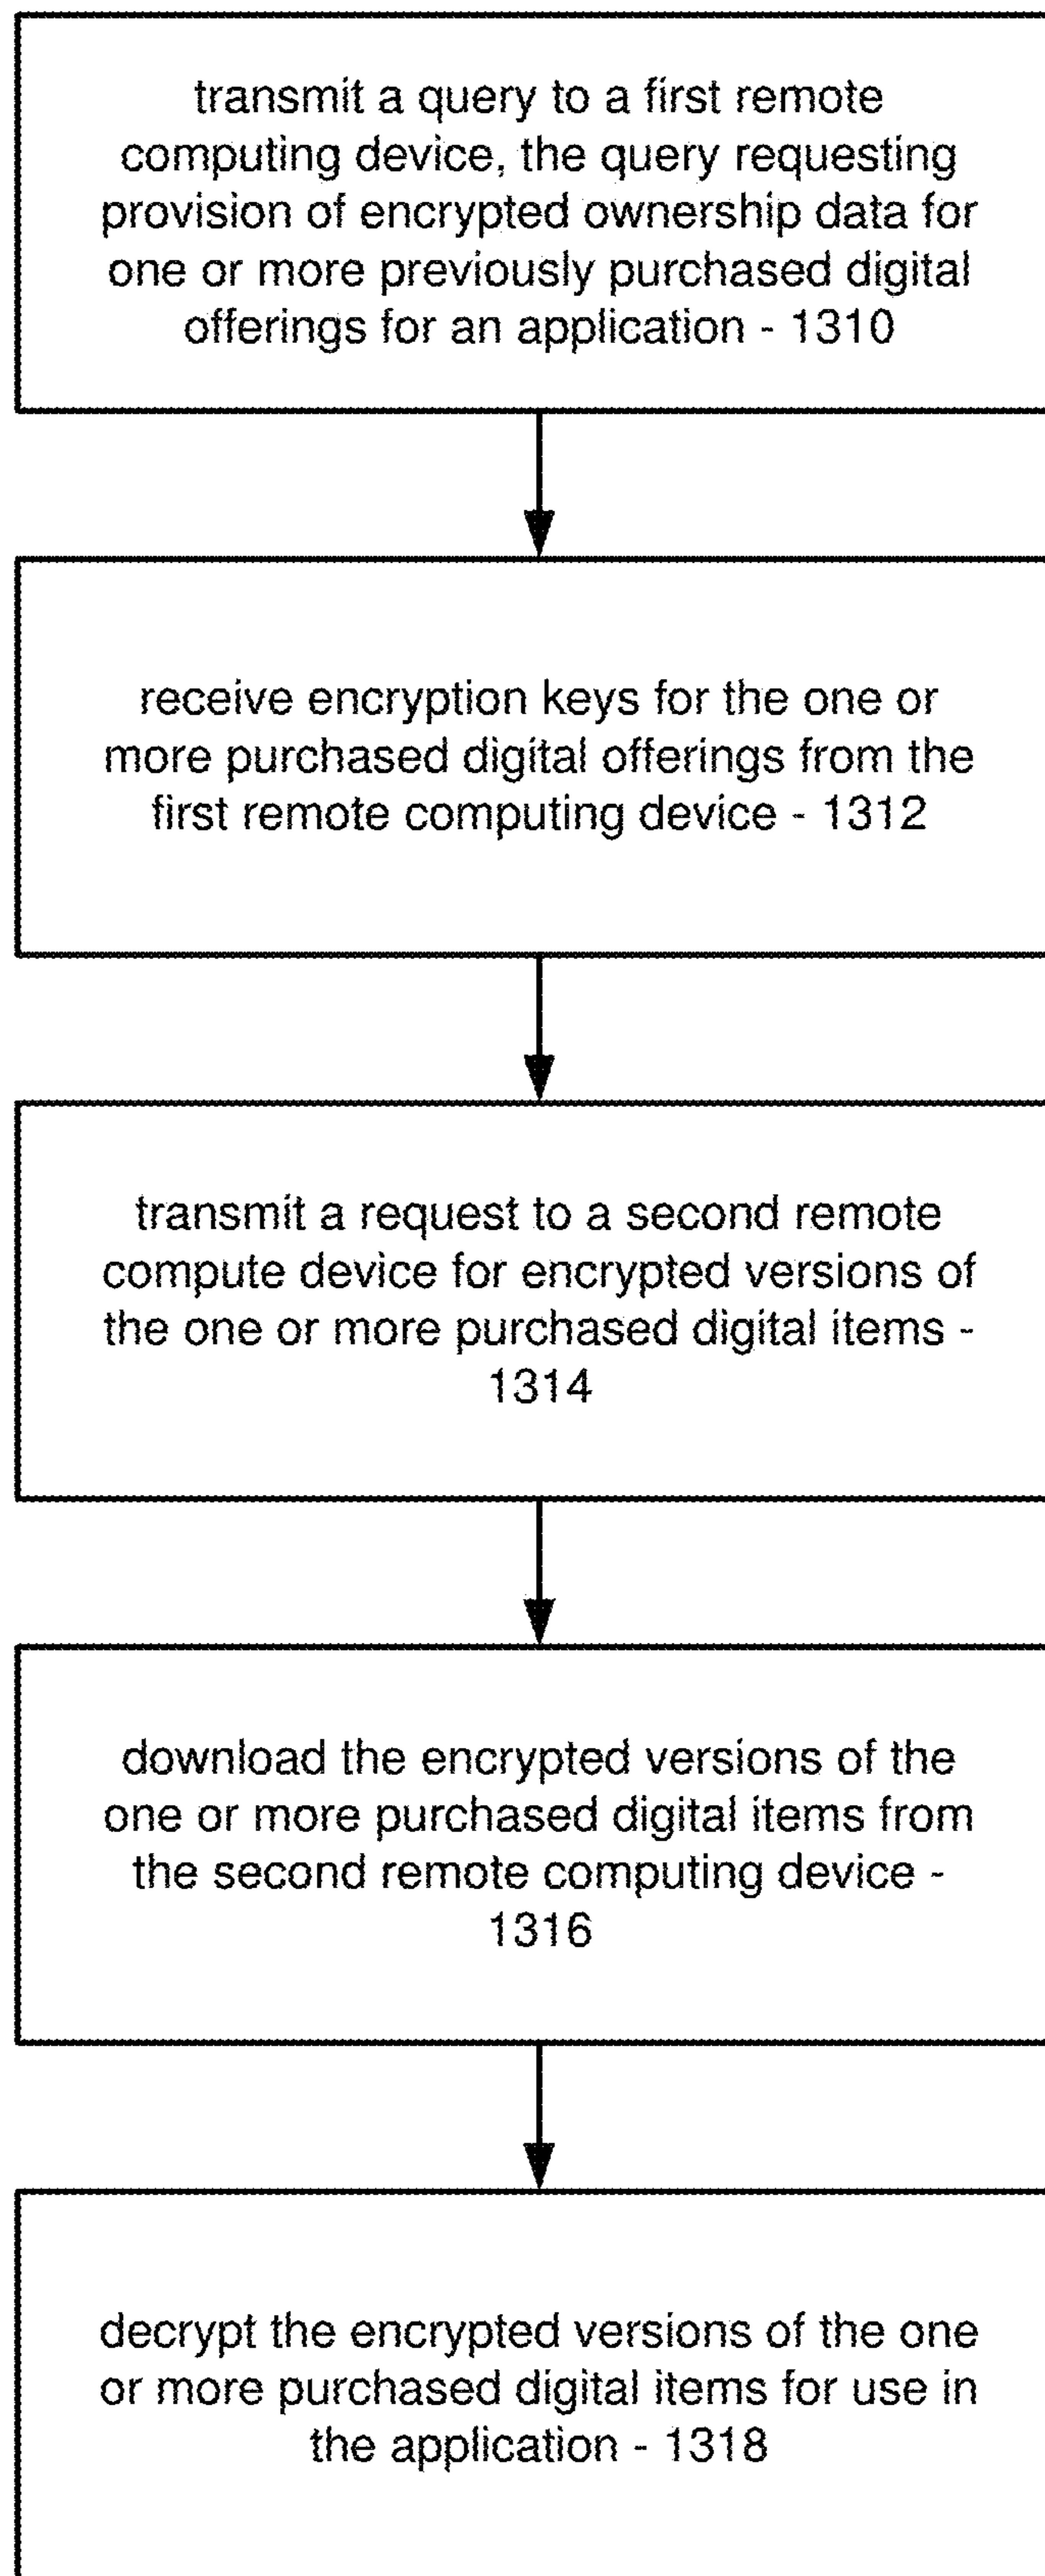 transmit a query to a first remote
computing device, the query requesting
provision of encrypted ownership data for
one or more previously purchased digital
offerings for an application - 1310
receive encryption keys for the one or
more purchased digital offerings from the
first remote computing device - 1312
transmit a request to a second remote
compute device for encrypted versions of
the one or more purchased digital items -
1314
download the encrypted versions of the
one or more purchased digital items from
the second remote computing device -
1316
decrypt the encrypted versions of the one
or more purchased digital items for use in
the application - 1318